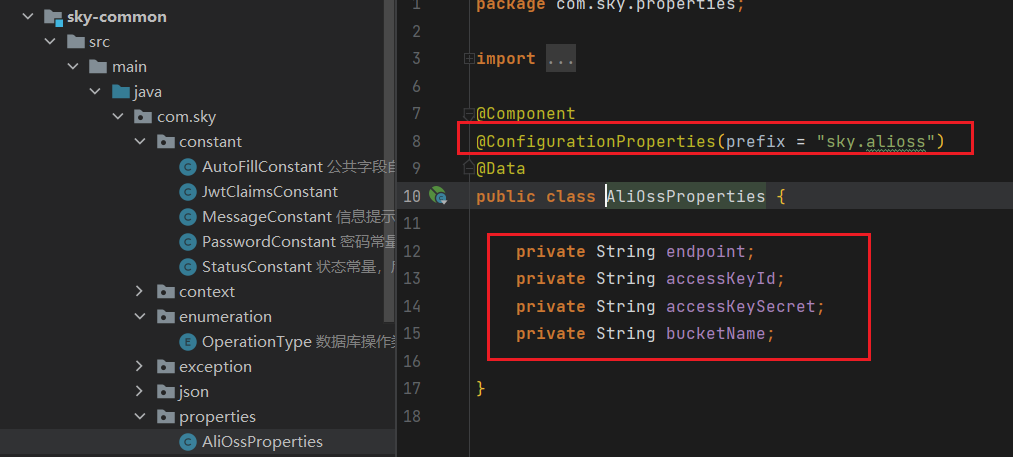 sky-common
src
main
java
com.sky
constant
AutoFillConstant 公共字段自
JwtClaimsConstant
MessageConstant 信息提示
PasswordConstant 密码常量
StatusConstant 状态常量,
context
enumeration
OperationType 数据库操作类
exception
json
properties
AliOssProperties
1 package com.sky.properties;
2
3 import ...
6
7 @Component
8 @ConfigurationProperties(prefix = "sky.alioss")
9 @Data
10 public class AliOssProperties {
11
12 private String endpoint;
13 private String accessKeyId;
14 private String accessKeySecret;
15 private String bucketName;
16
17 }
18